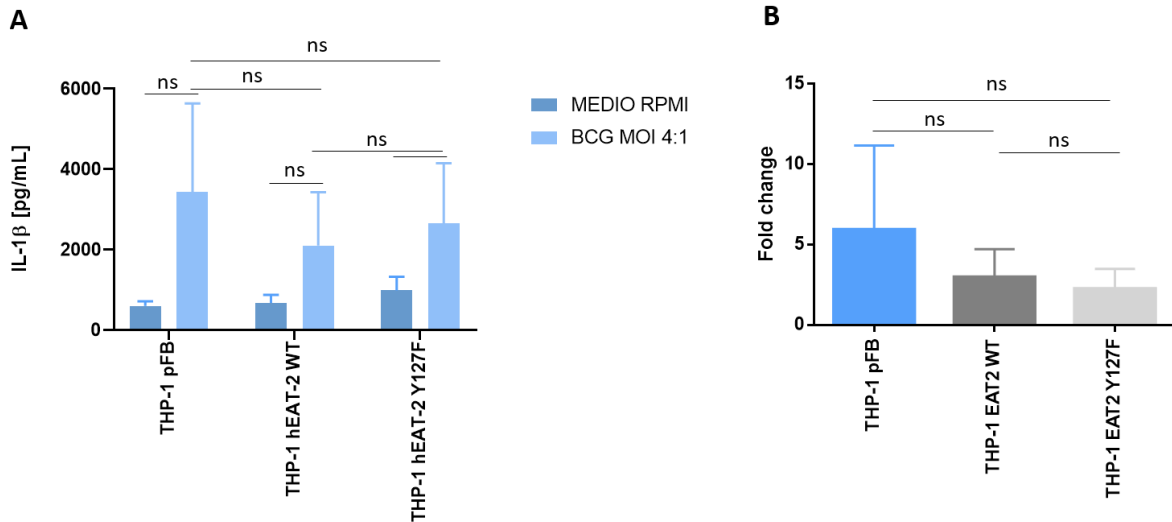 A
ns
ns
ns
ns
ns
6000
4000
2000
0
IL-1β [pg/mL]
THP-1 pFB
THP-1 hEAT-2 WT
THP-1 hEAT-2 Y127F
MEDIO RPMI
BCG MOI 4:1
B
ns
ns
ns
15
10
5
0
Fold change
THP-1 pFB
THP-1 EAT2 WT
THP-1 EAT2 Y127F